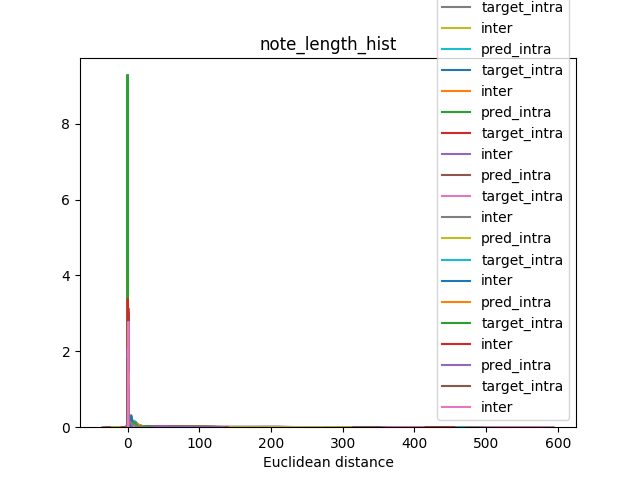 target_intra
inter
pred_intra
target_intra
inter
pred_intra
target_intra
inter
pred_intra
target_intra
inter
pred_intra
target_intra
inter
pred_intra
target_intra
inter
pred_intra
target_intra
inter
note_length_hist
8
6
4
2
0
0
100
200
300
400
500
600
Euclidean distance